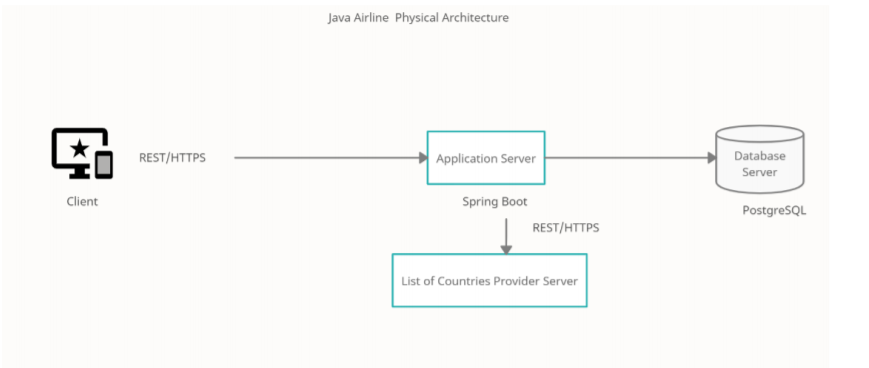 Java Airline Physical Architecture
REST/HTTPS
Application Server
Database
Server
Client
Spring Boot
PostgreSQL
REST/HTTPS
List of Countries Provider Server